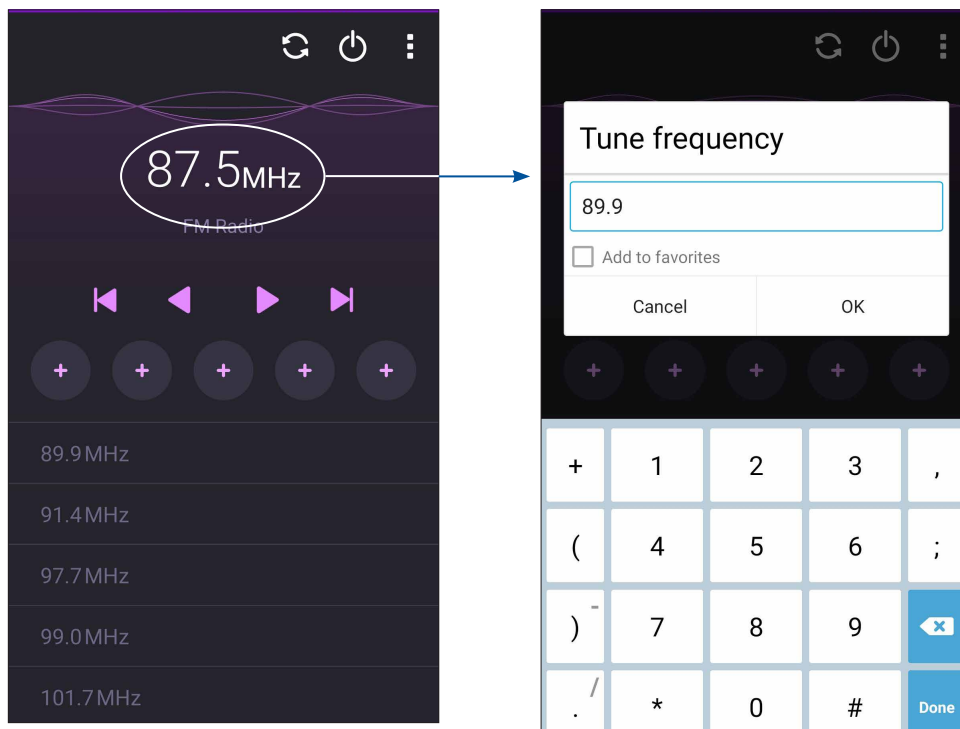 87.5MHz
FM Radio
+ + + + +
89.9MHz
91.4MHz
97.7MHz
99.0MHz
101.7MHz
Tune frequency
89.9
Add to favorites
Cancel OK
+ + + + +
+ 1 2 3 ,
( 4 5 6 ;
) - 7 8 9
. / * 0 # Done